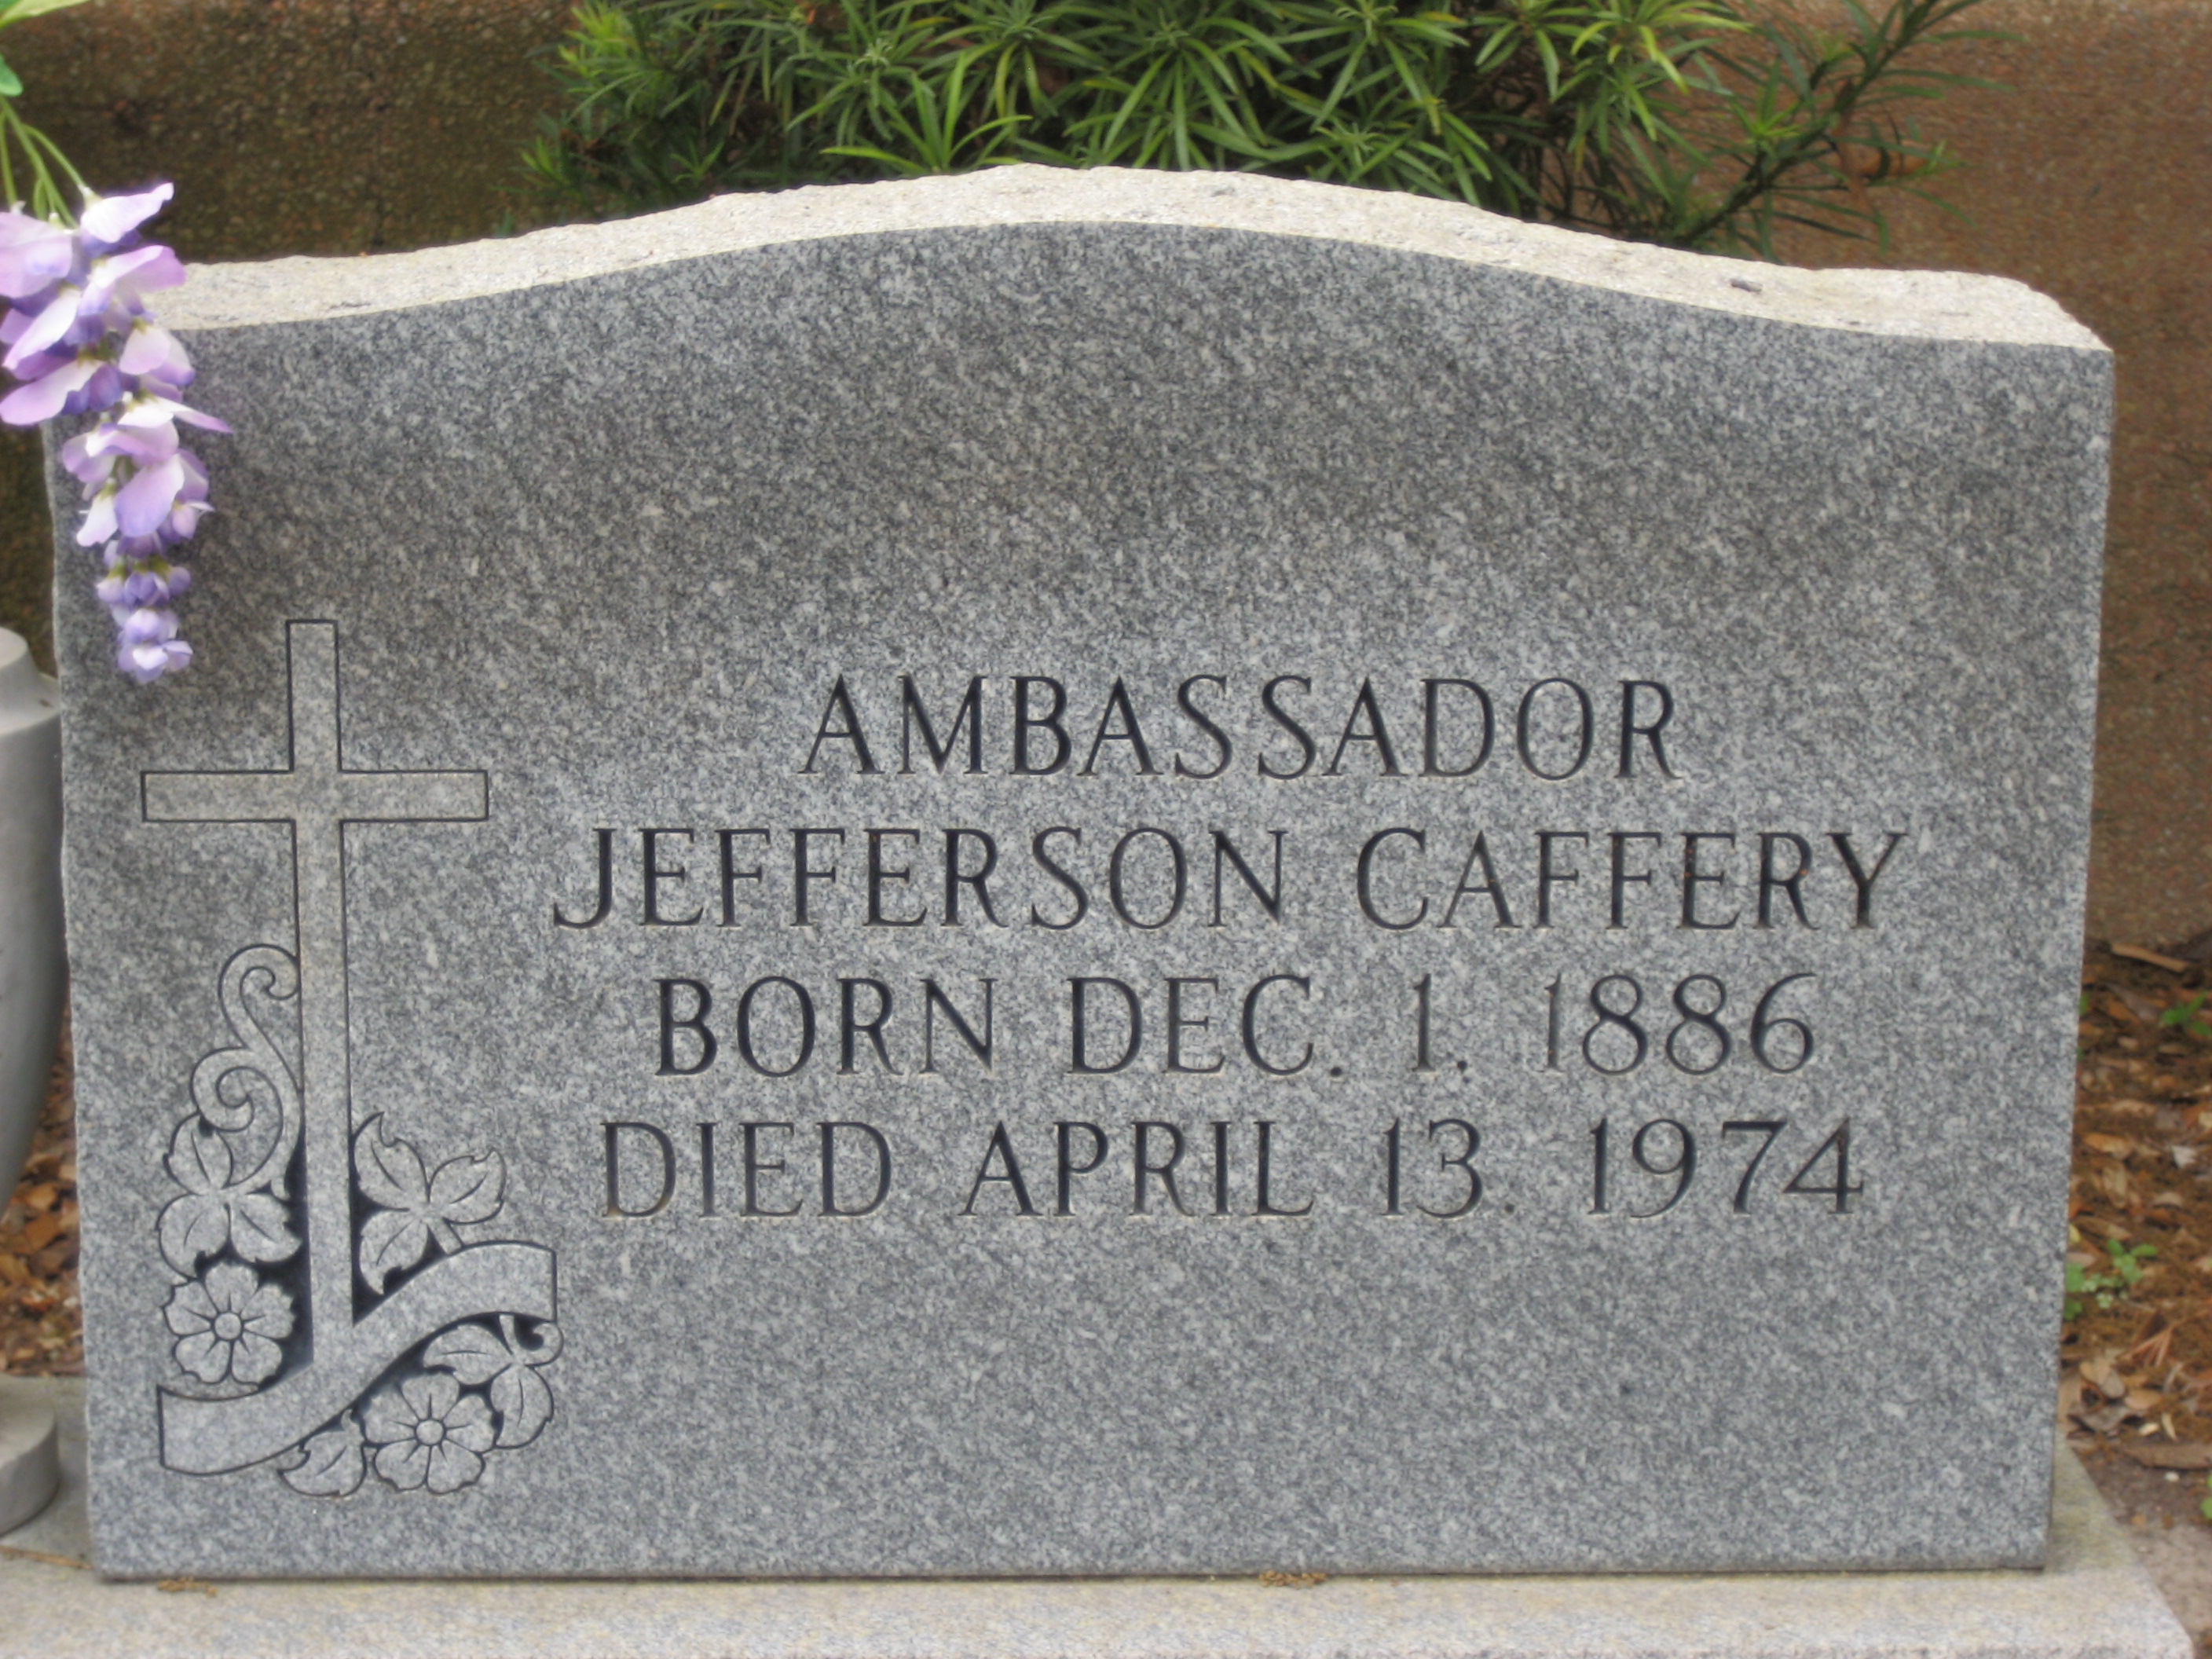 AMBASSADOR
JEFFERSON CAFFERY
BORN DEC. 1. 1886
DIED APRIL 13. 1974